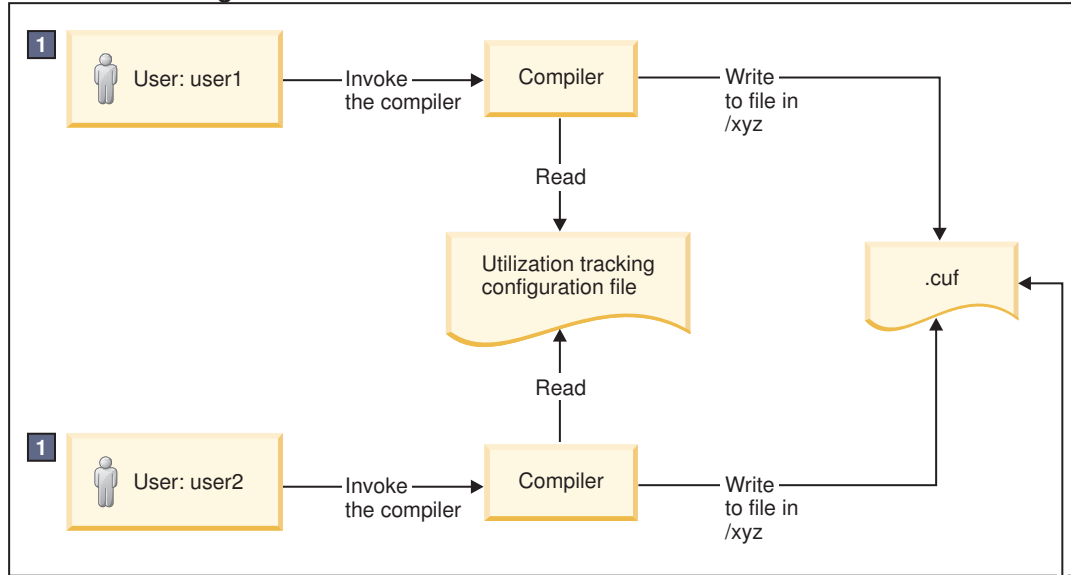 1
User: user1
Invoke
the compiler
Compiler
Write
to file in
/xyz
Read
Utilization tracking
configuration file
.cuf
Read
1
User: user2
Invoke
the compiler
Compiler
Write
to file in
/xyz